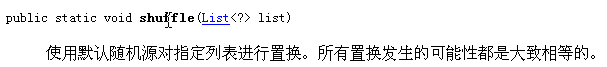 public static void shuffle(List<?> list)
使用默认随机源对指定列表进行置换。所有置换发生的可能性都是大致相等的。